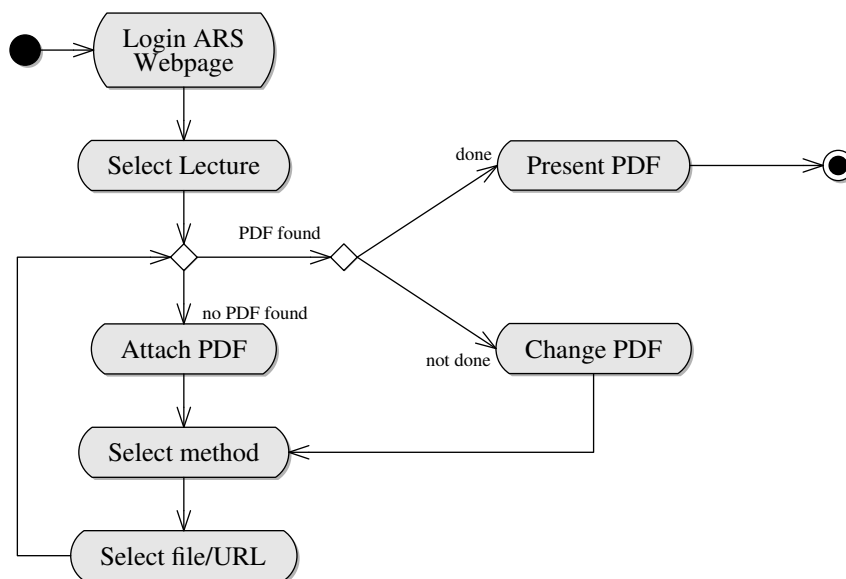 Login ARS
Webpage
Select Lecture
done
Present PDF
PDF found
no PDF found
Attach PDF
not done
Change PDF
Select method
Select file/URL